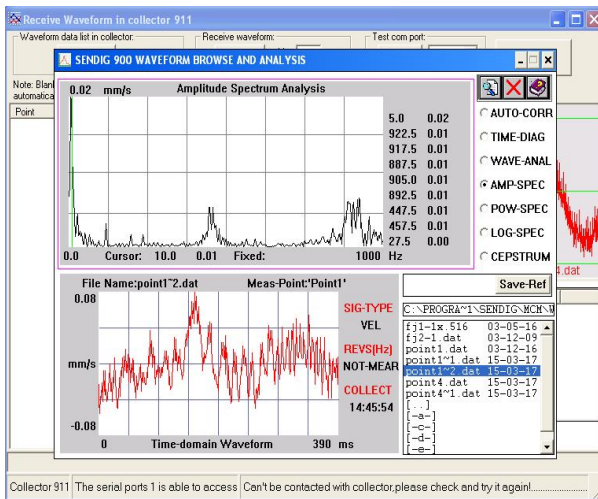 Receive Waveform in collector 911
Waveform data list in collector:
Receive waveform:
Test com port:
Note: Blan
automatica
Point
SENDIG 900 WAVEFORM BROWSE AND ANALYSIS
0.02 mm/s Amplitude Spectrum Analysis
5.0 0.02
922.5 0.01
917.5 0.01
887.5 0.01
905.0 0.01
892.5 0.01
447.5 0.01
457.5 0.01
27.5 0.00
0.0 Cursor: 10.0 0.01 Fixed: 1000 Hz
AUTO-CORR
TIME-DIAG
WAVE-ANAL
AMP-SPEC
POW-SPEC
LOG-SPEC
CEPSTRUM
4.dat
Save-Ref
File Name:point1~2.dat Meas-Point:'Point1'
0.08
mm/s
-0.08
0 Time-domain Waveform 390 ms
SIG-TYPE
VEL
REVS(Hz)
NOT-MEAR
COLLECT
14:45:54
C:\PROGRA~1\SENDIG\MCM\W
fj1-1x.516 03-05-16
fj2-1.dat 03-12-09
point1.dat 03-12-16
point1~1.dat 15-03-17
point1~2.dat 15-03-17
point4.dat 15-03-17
point4~1.dat 15-03-17
[..]
[-a-]
[-c-]
[-d-]
[-e-]
Collector 911 The serial ports 1 is able to access Can't be contacted with collector,please check and try it again!..............................